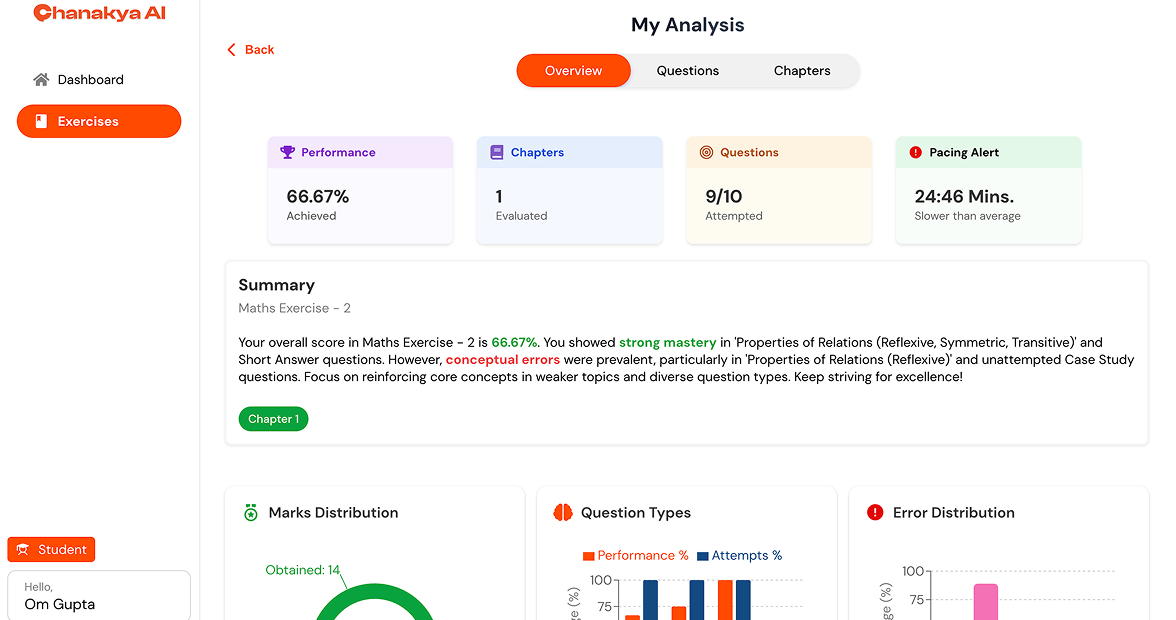 Chanakya AI
Dashboard
Exercises
Student
Hello,
Om Gupta
My Analysis
Back
Overview
Questions
Chapters
Performance
66.67%
Achieved
Chapters
1
Evaluated
Questions
9/10
Attempted
Pacing Alert
24:46 Mins.
Slower than average
Summary
Maths Exercise - 2
Your overall score in Maths Exercise - 2 is 66.67%. You showed strong mastery in 'Properties of Relations (Reflexive, Symmetric, Transitive)' and
Short Answer questions. However, conceptual errors were prevalent, particularly in 'Properties of Relations (Reflexive)' and unattempted Case Study
questions. Focus on reinforcing core concepts in weaker topics and diverse question types. Keep striving for excellence!
Chapter 1
Marks Distribution
Obtained: 14
Question Types
Performance %
Attempts %
100
75
Error Distribution
100
75